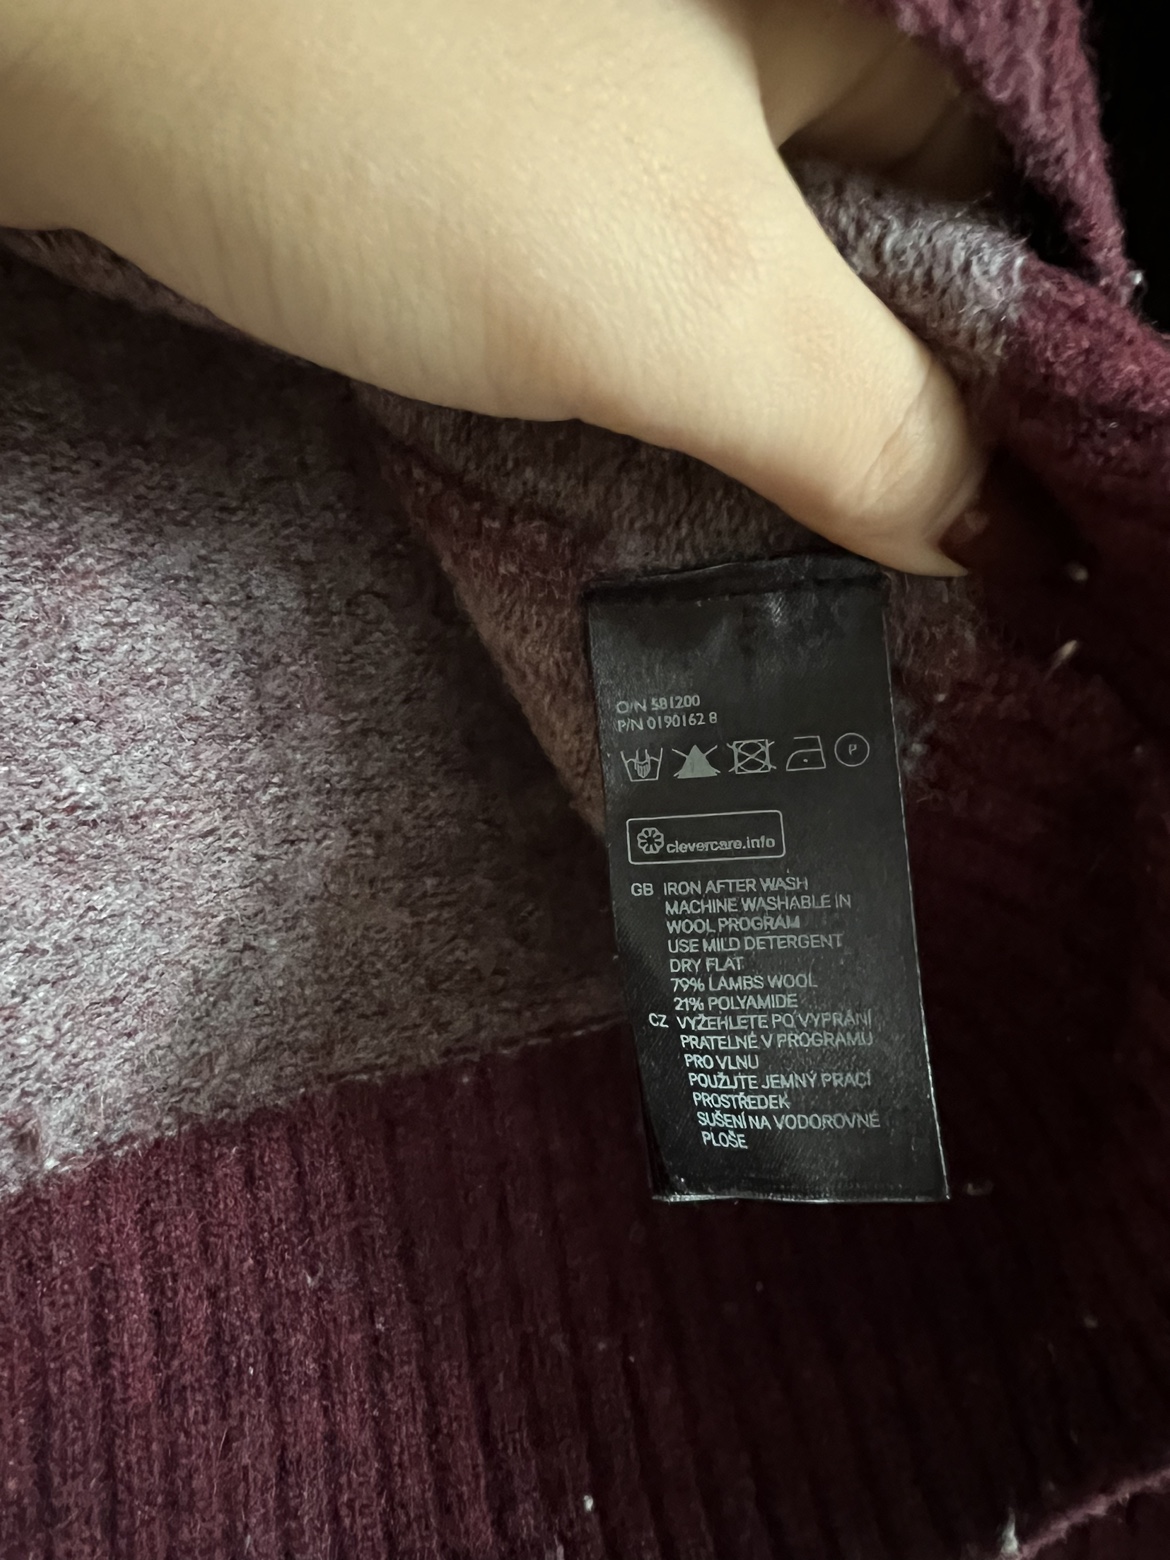 O/N 581200
P/N 0190162 8
P
clevercare.info
GB IRON AFTER WASH
MACHINE WASHABLE IN
WOOL PROGRAM
USE MILD DETERGENT
DRY FLAT
79% LAMBS WOOL
21% POLYAMIDE
CZ VYŽEHLETE PO VYPRÁNÍ
PRATELNÉ V PROGRAMU
PRO VLNU
POUŽIJTE JEMNÝ PRACÍ
PROSTŘEDEK
SUŠENÍ NA VODOROVNÉ
PLOŠE